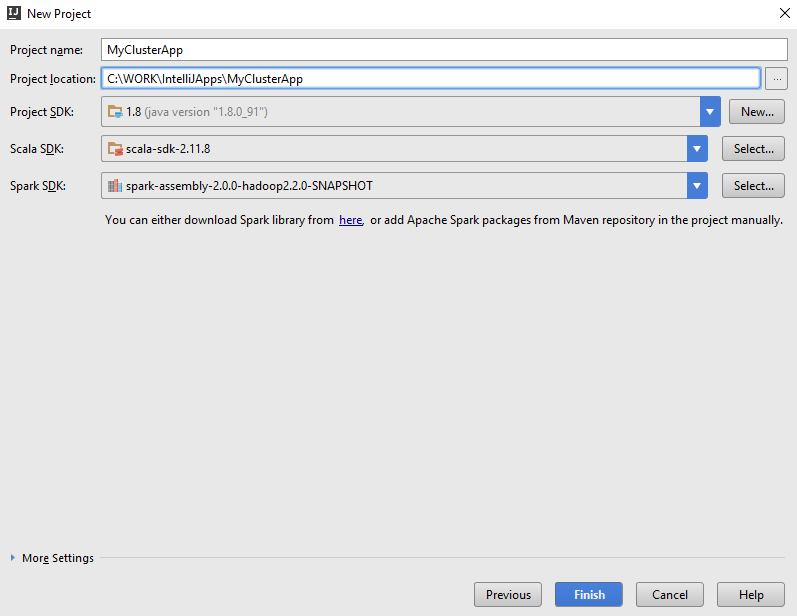 IJ New Project
Project name: MyClusterApp
Project location: C:\WORK\IntelliJApps\MyClusterApp ...
Project SDK: 1.8 (java version "1.8.0_91") New...
Scala SDK: scala-sdk-2.11.8 Select...
Spark SDK: spark-assembly-2.0.0-hadoop2.2.0-SNAPSHOT Select...
You can either download Spark library from here, or add Apache Spark packages from Maven repository in the project manually.
More Settings
Previous Finish Cancel Help